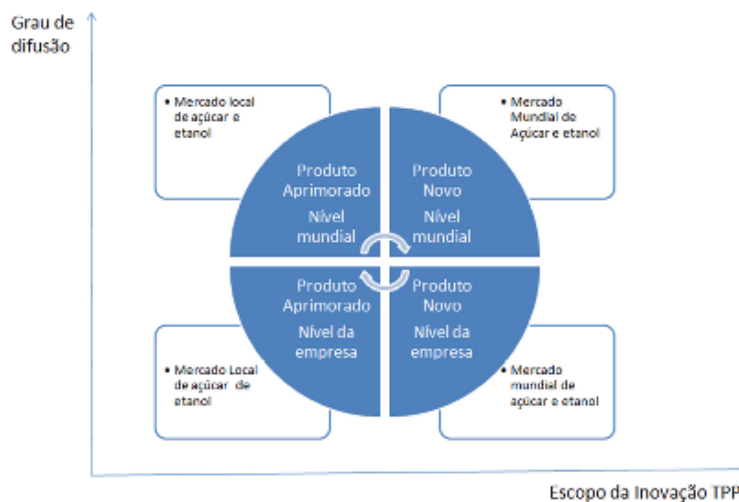 Grau de
difusão
• Mercado local
de açúcar e
etanol
• Mercado
Mundial de
Açúcar e etanol
Produto
Aprimorado
Nível
mundial
Produto
Novo
Nível
mundial
Produto
Aprimorado
Nível da
empresa
Produto
Novo
Nível da
empresa
• Mercado Local
de açúcar de
etanol
• Mercado
mundial de
açúcar e etanol
Escopo da Inovação TPP